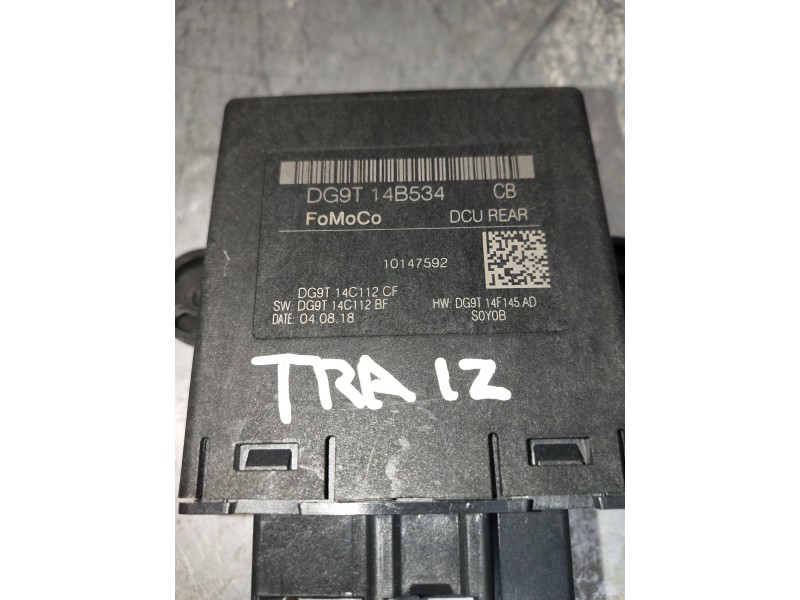 DG9T 14B534 CB
FoMoCo DCU REAR
10147592
DG9T 14C112 CF
SW: DG9T 14C112 BF HW: DG9T 14F145 AD
DATE: 04.08.18 S0Y0B
TRA IZ